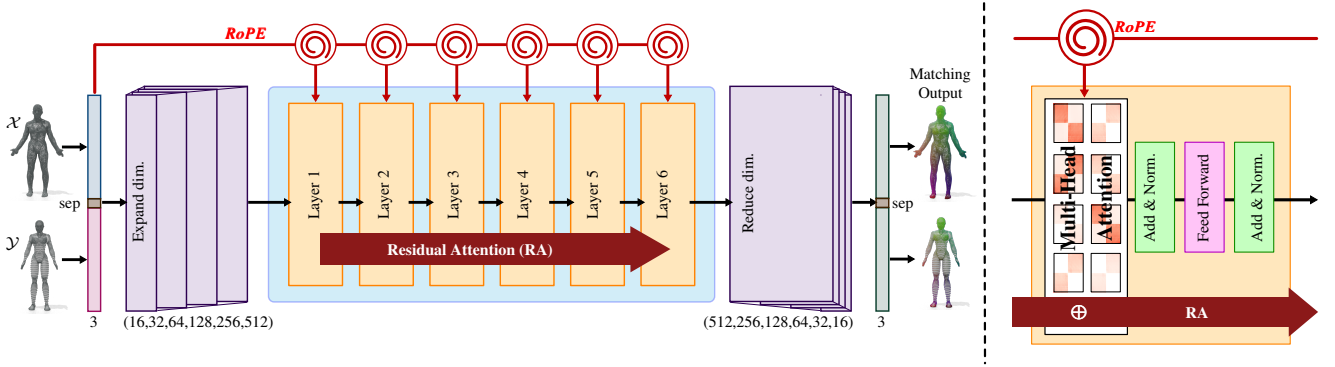 RoPE
𝒳
𝒴
sep
3
Expand dim.
(16,32,64,128,256,512)
Layer 1
Layer 2
Layer 3
Layer 4
Layer 5
Layer 6
Residual Attention (RA)
Reduce dim.
(512,256,128,64,32,16)
sep
3
Matching
Output
RoPE
Multi-Head
Attention
Add & Norm.
Feed Forward
Add & Norm.
⊕
RA